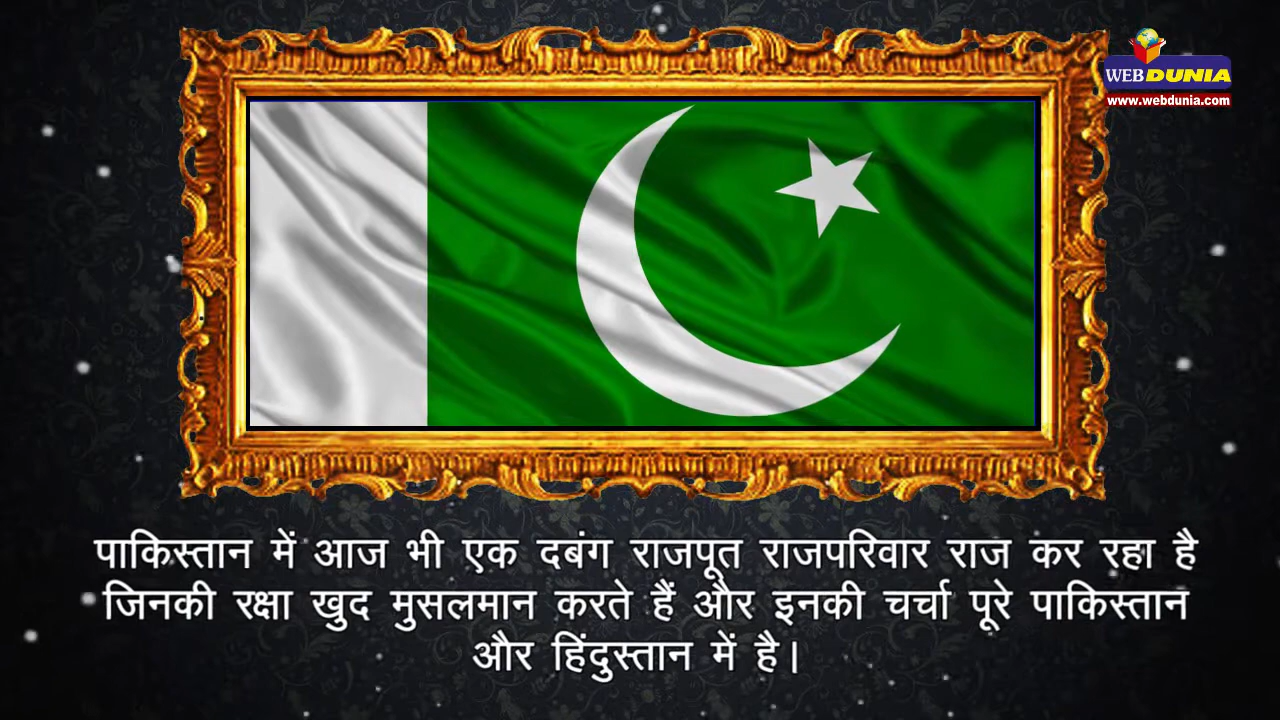 WEBDUNIA
www.webdunia.com
पाकिस्तान में आज भी एक दबंग राजपूत राजपरिवार राज कर रहा है
जिनकी रक्षा खुद मुसलमान करते हैं और इनकी चर्चा पूरे पाकिस्तान
और हिंदुस्तान में है।